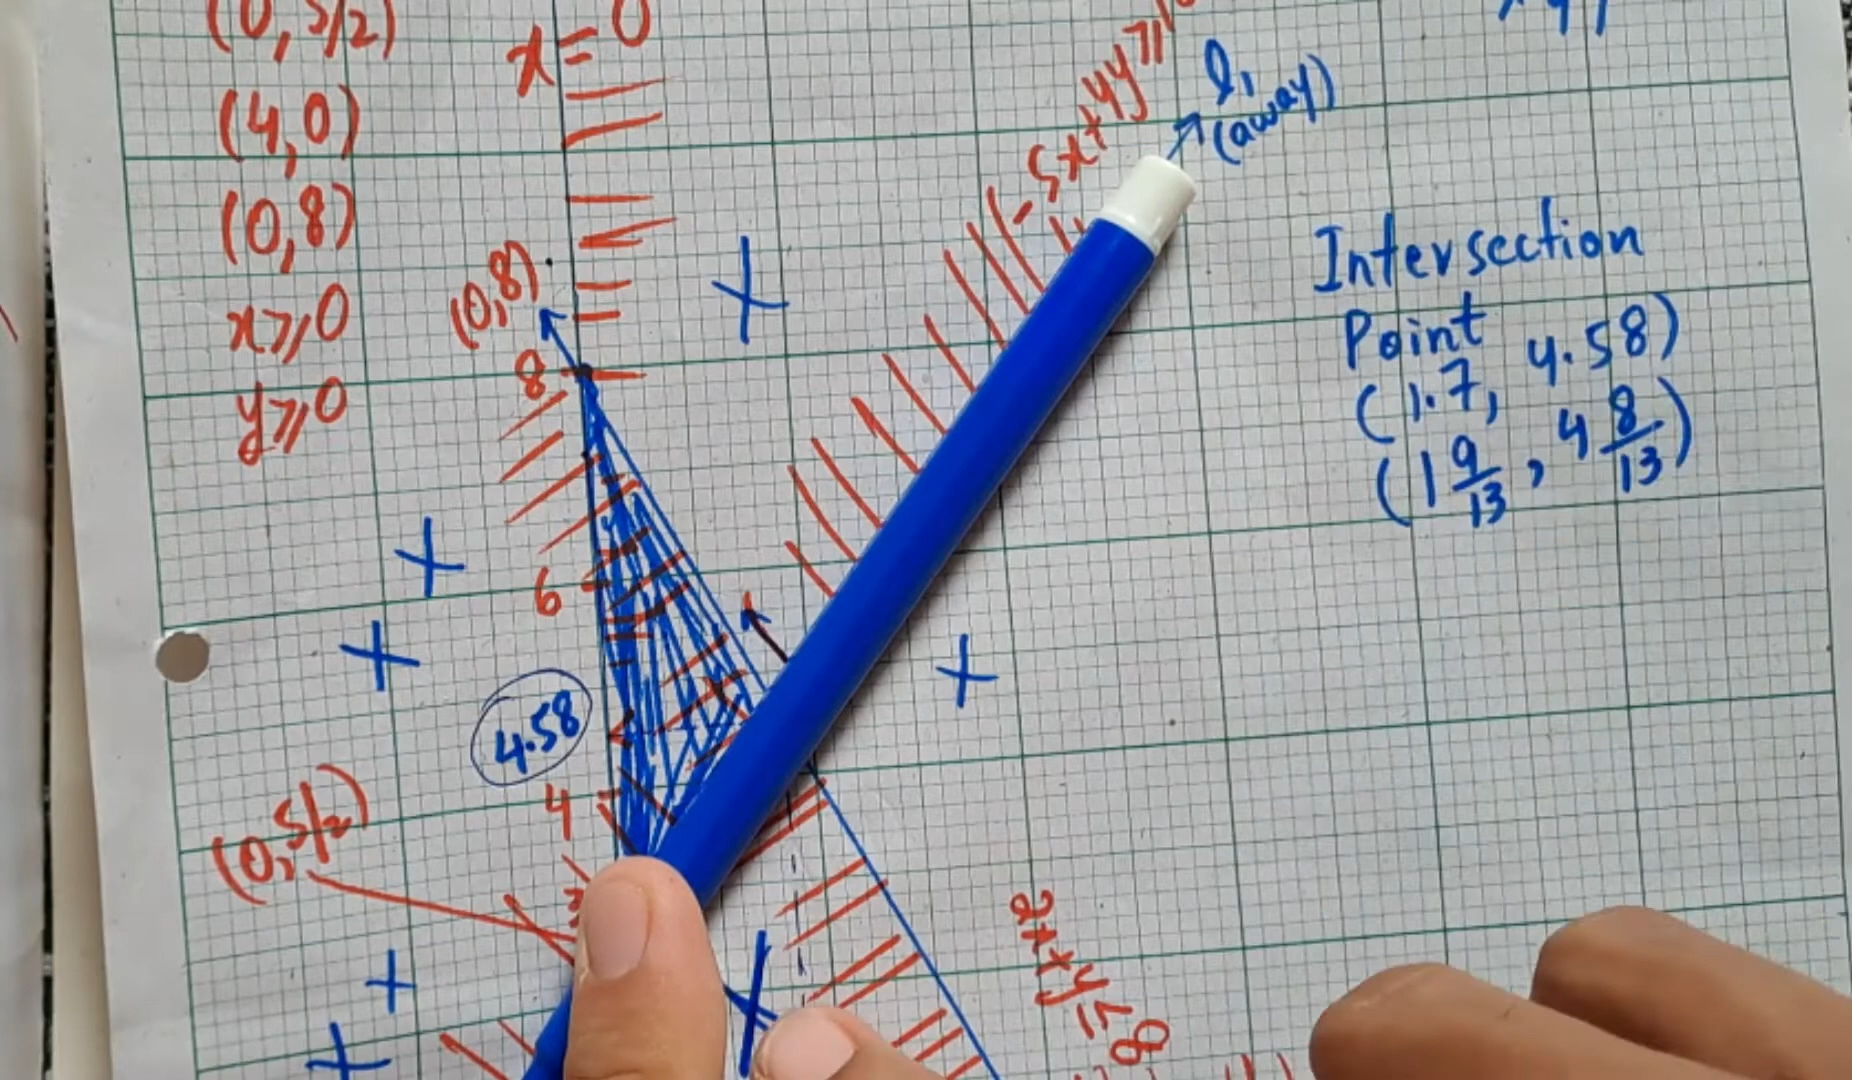 (0, 5/2)
(4,0)
(0,8)
x≥0
y≥0
x=0
(0,8)
8
6
4.58
4
3
(0, 5/2)
-5x+4y≥1
l₁
(away)
Intersection
Point
(1.7, 4.58)
(1 9/13, 4 8/13)
2x+y≤8